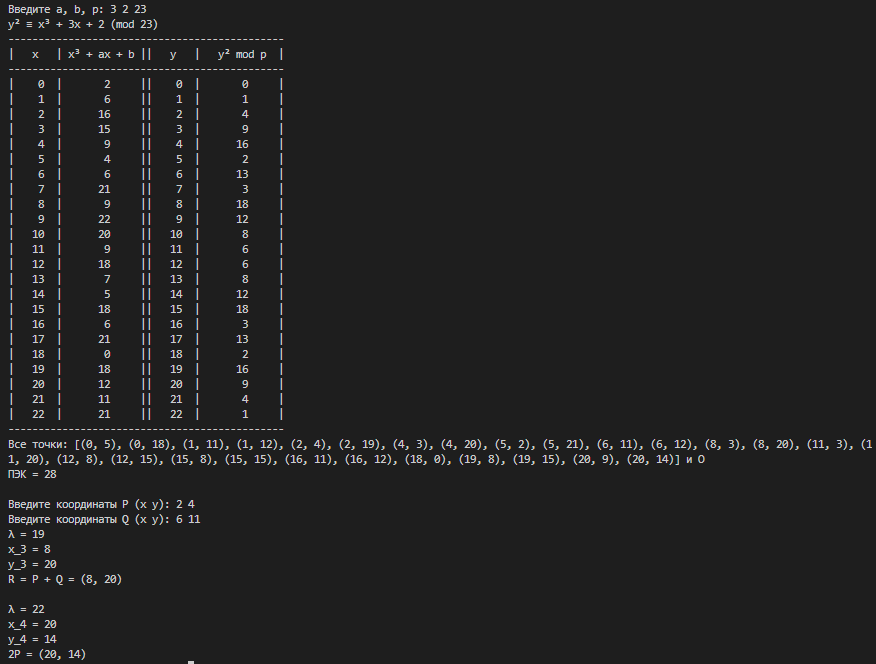 Введите a, b, p: 3 2 23
y² ≡ x³ + 3x + 2 (mod 23)
----------------------------------------------
|   x   | x³ + ax + b ||   y   |   y² mod p  |
----------------------------------------------
|    0  |       2     ||    0  |       0     |
|    1  |       6     ||    1  |       1     |
|    2  |      16     ||    2  |       4     |
|    3  |      15     ||    3  |       9     |
|    4  |       9     ||    4  |      16     |
|    5  |       4     ||    5  |       2     |
|    6  |       6     ||    6  |      13     |
|    7  |      21     ||    7  |       3     |
|    8  |       9     ||    8  |      18     |
|    9  |      22     ||    9  |      12     |
|   10  |      20     ||   10  |       8     |
|   11  |       9     ||   11  |       6     |
|   12  |      18     ||   12  |       6     |
|   13  |       7     ||   13  |       8     |
|   14  |       5     ||   14  |      12     |
|   15  |      18     ||   15  |      18     |
|   16  |       6     ||   16  |       3     |
|   17  |      21     ||   17  |      13     |
|   18  |       0     ||   18  |       2     |
|   19  |      18     ||   19  |      16     |
|   20  |      12     ||   20  |       9     |
|   21  |      11     ||   21  |       4     |
|   22  |      21     ||   22  |       1     |
----------------------------------------------
Все точки: [(0, 5), (0, 18), (1, 11), (1, 12), (2, 4), (2, 19), (4, 3), (4, 20), (5, 2), (5, 21), (6, 11), (6, 12), (8, 3), (8, 20), (11, 3), (1
1, 20), (12, 8), (12, 15), (15, 8), (15, 15), (16, 11), (16, 12), (18, 0), (19, 8), (19, 15), (20, 9), (20, 14)] и О
ПЭК = 28
Введите координаты P (x y): 2 4
Введите координаты Q (x y): 6 11
λ = 19
x_3 = 8
y_3 = 20
R = P + Q = (8, 20)
λ = 22
x_4 = 20
y_4 = 14
2P = (20, 14)